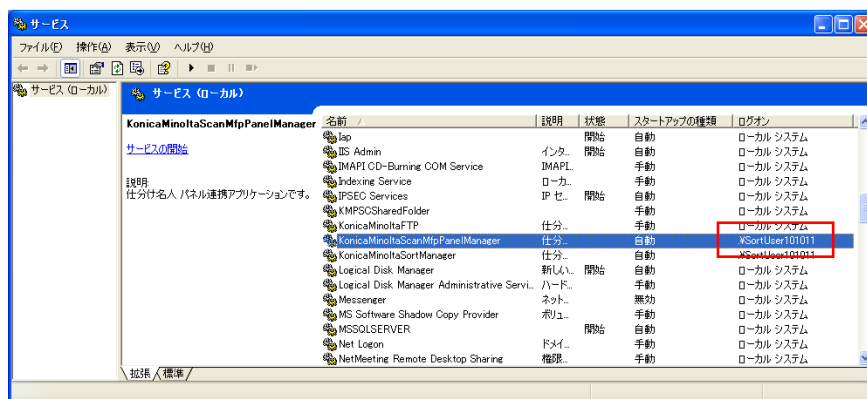 サービス
ファイル(F) 操作(A) 表示(V) ヘルプ(H)
サービス (ローカル)
サービス (ローカル)
KonicaMinoltaScanMfpPanelManager
サービスの開始
説明:
仕分け名人 パネル連携アプリケーションです。
名前 説明 状態 スタートアップの種類 ログオン
Iap 開始 自動 ローカル システム
IIS Admin インタ... 開始 自動 ローカル システム
IMAPI CD-Burning COM Service IMAPI... 手動 ローカル システム
Indexing Service ローカ... 手動 ローカル システム
IPSEC Services IP セ... 開始 自動 ローカル システム
KMPSCSharedFolder 手動 ローカル システム
KonicaMinoltaFTP 仕分... 手動 ローカル システム
KonicaMinoltaScanMfpPanelManager 仕分... 自動 .¥SortUser101011
KonicaMinoltaSortManager 仕分... 自動 .¥SortUser101011
Logical Disk Manager 新しい... 開始 自動 ローカル システム
Logical Disk Manager Administrative Servi... ハード... 手動 ローカル システム
Messenger ネット... 無効 ローカル システム
MS Software Shadow Copy Provider ボリュ... 手動 ローカル システム
MSSQLSERVER 開始 自動 ローカル システム
Net Logon ドメイ... 手動 ローカル システム
NetMeeting Remote Desktop Sharing 権限... 手動 ローカル システム
拡張 標準